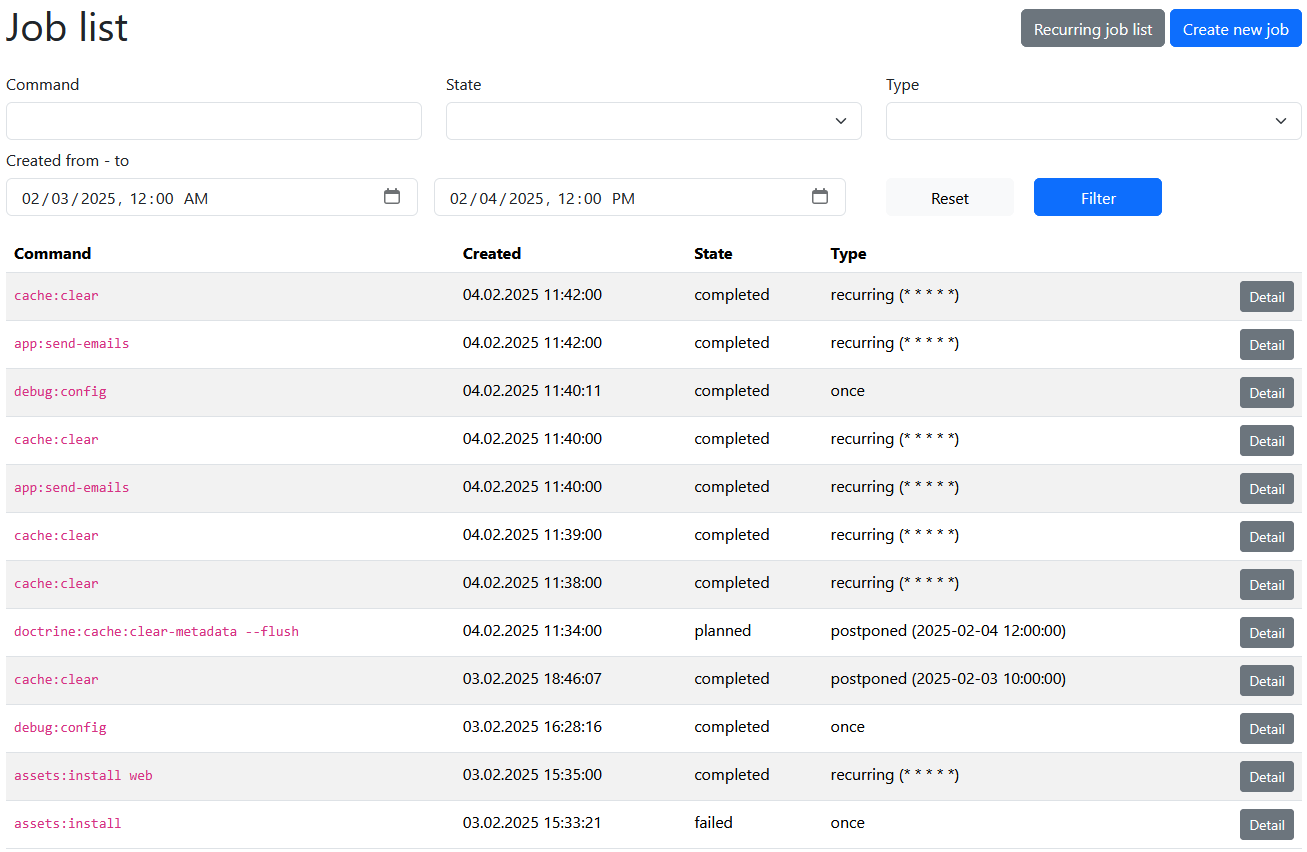 Job list
Recurring job list
Create new job
Command
State
Type
Created from - to
02/03/2025, 12:00 AM
02/04/2025, 12:00 PM
Reset
Filter
Command Created State Type
cache:clear 04.02.2025 11:42:00 completed recurring (* * * * *) Detail
app:send-emails 04.02.2025 11:42:00 completed recurring (* * * * *) Detail
debug:config 04.02.2025 11:40:11 completed once Detail
cache:clear 04.02.2025 11:40:00 completed recurring (* * * * *) Detail
app:send-emails 04.02.2025 11:40:00 completed recurring (* * * * *) Detail
cache:clear 04.02.2025 11:39:00 completed recurring (* * * * *) Detail
cache:clear 04.02.2025 11:38:00 completed recurring (* * * * *) Detail
doctrine:cache:clear-metadata --flush 04.02.2025 11:34:00 planned postponed (2025-02-04 12:00:00) Detail
cache:clear 03.02.2025 18:46:07 completed postponed (2025-02-03 10:00:00) Detail
debug:config 03.02.2025 16:28:16 completed once Detail
assets:install web 03.02.2025 15:35:00 completed recurring (* * * * *) Detail
assets:install 03.02.2025 15:33:21 failed once Detail